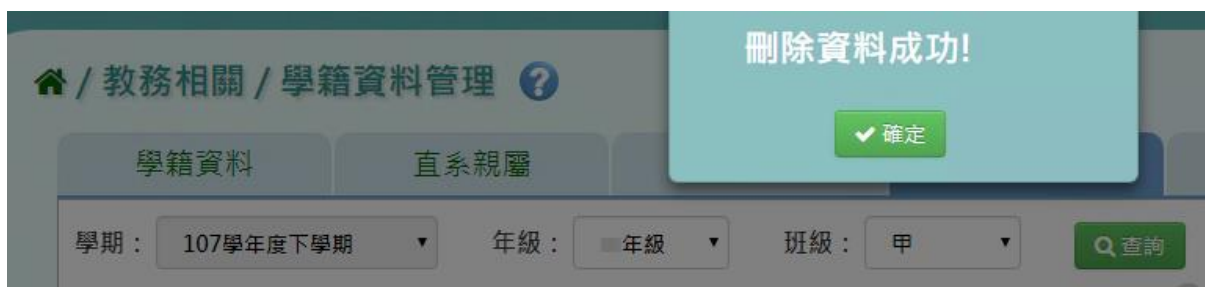 刪除資料成功!
/ 教務相關 / 學籍資料管理 ?
確定
學籍資料 直系親屬
學期： 107學年度下學期 年級： 年級 班級： 甲 查詢